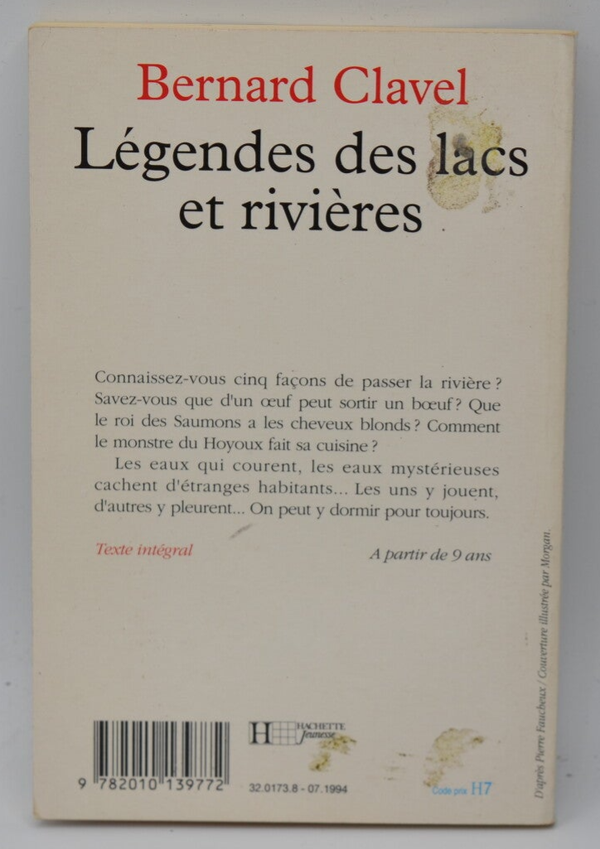 Bernard Clavel
Légendes des lacs
et rivières
Connaissez-vous cinq façons de passer la rivière ?
Savez-vous que d'un œuf peut sortir un bœuf ? Que
le roi des Saumons a les cheveux blonds ? Comment
le monstre du Hoyoux fait sa cuisine ?
Les eaux qui courent, les eaux mystérieuses
cachent d'étranges habitants... Les uns y jouent,
d'autres y pleurent... On peut y dormir pour toujours.
Texte intégral
A partir de 9 ans
D'après Pierre Faucheux / Couverture illustrée par Morgan.
H HACHETTE
Jeunesse
9 782010 139772
32.0173.8 - 07.1994
Code prix H7